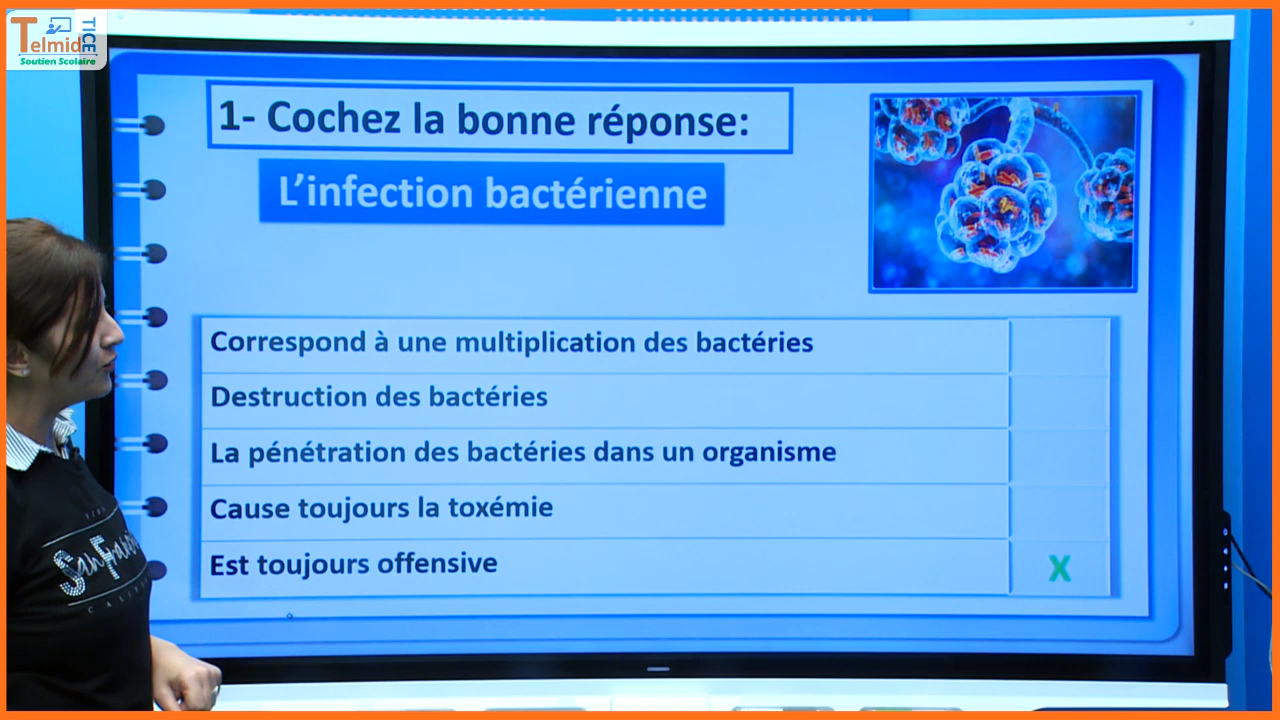 Telmid
TICE
Soutien Scolaire
1- Cochez la bonne réponse:
L'infection bactérienne
Correspond à une multiplication des bactéries
Destruction des bactéries
La pénétration des bactéries dans un organisme
Cause toujours la toxémie
Est toujours offensive X